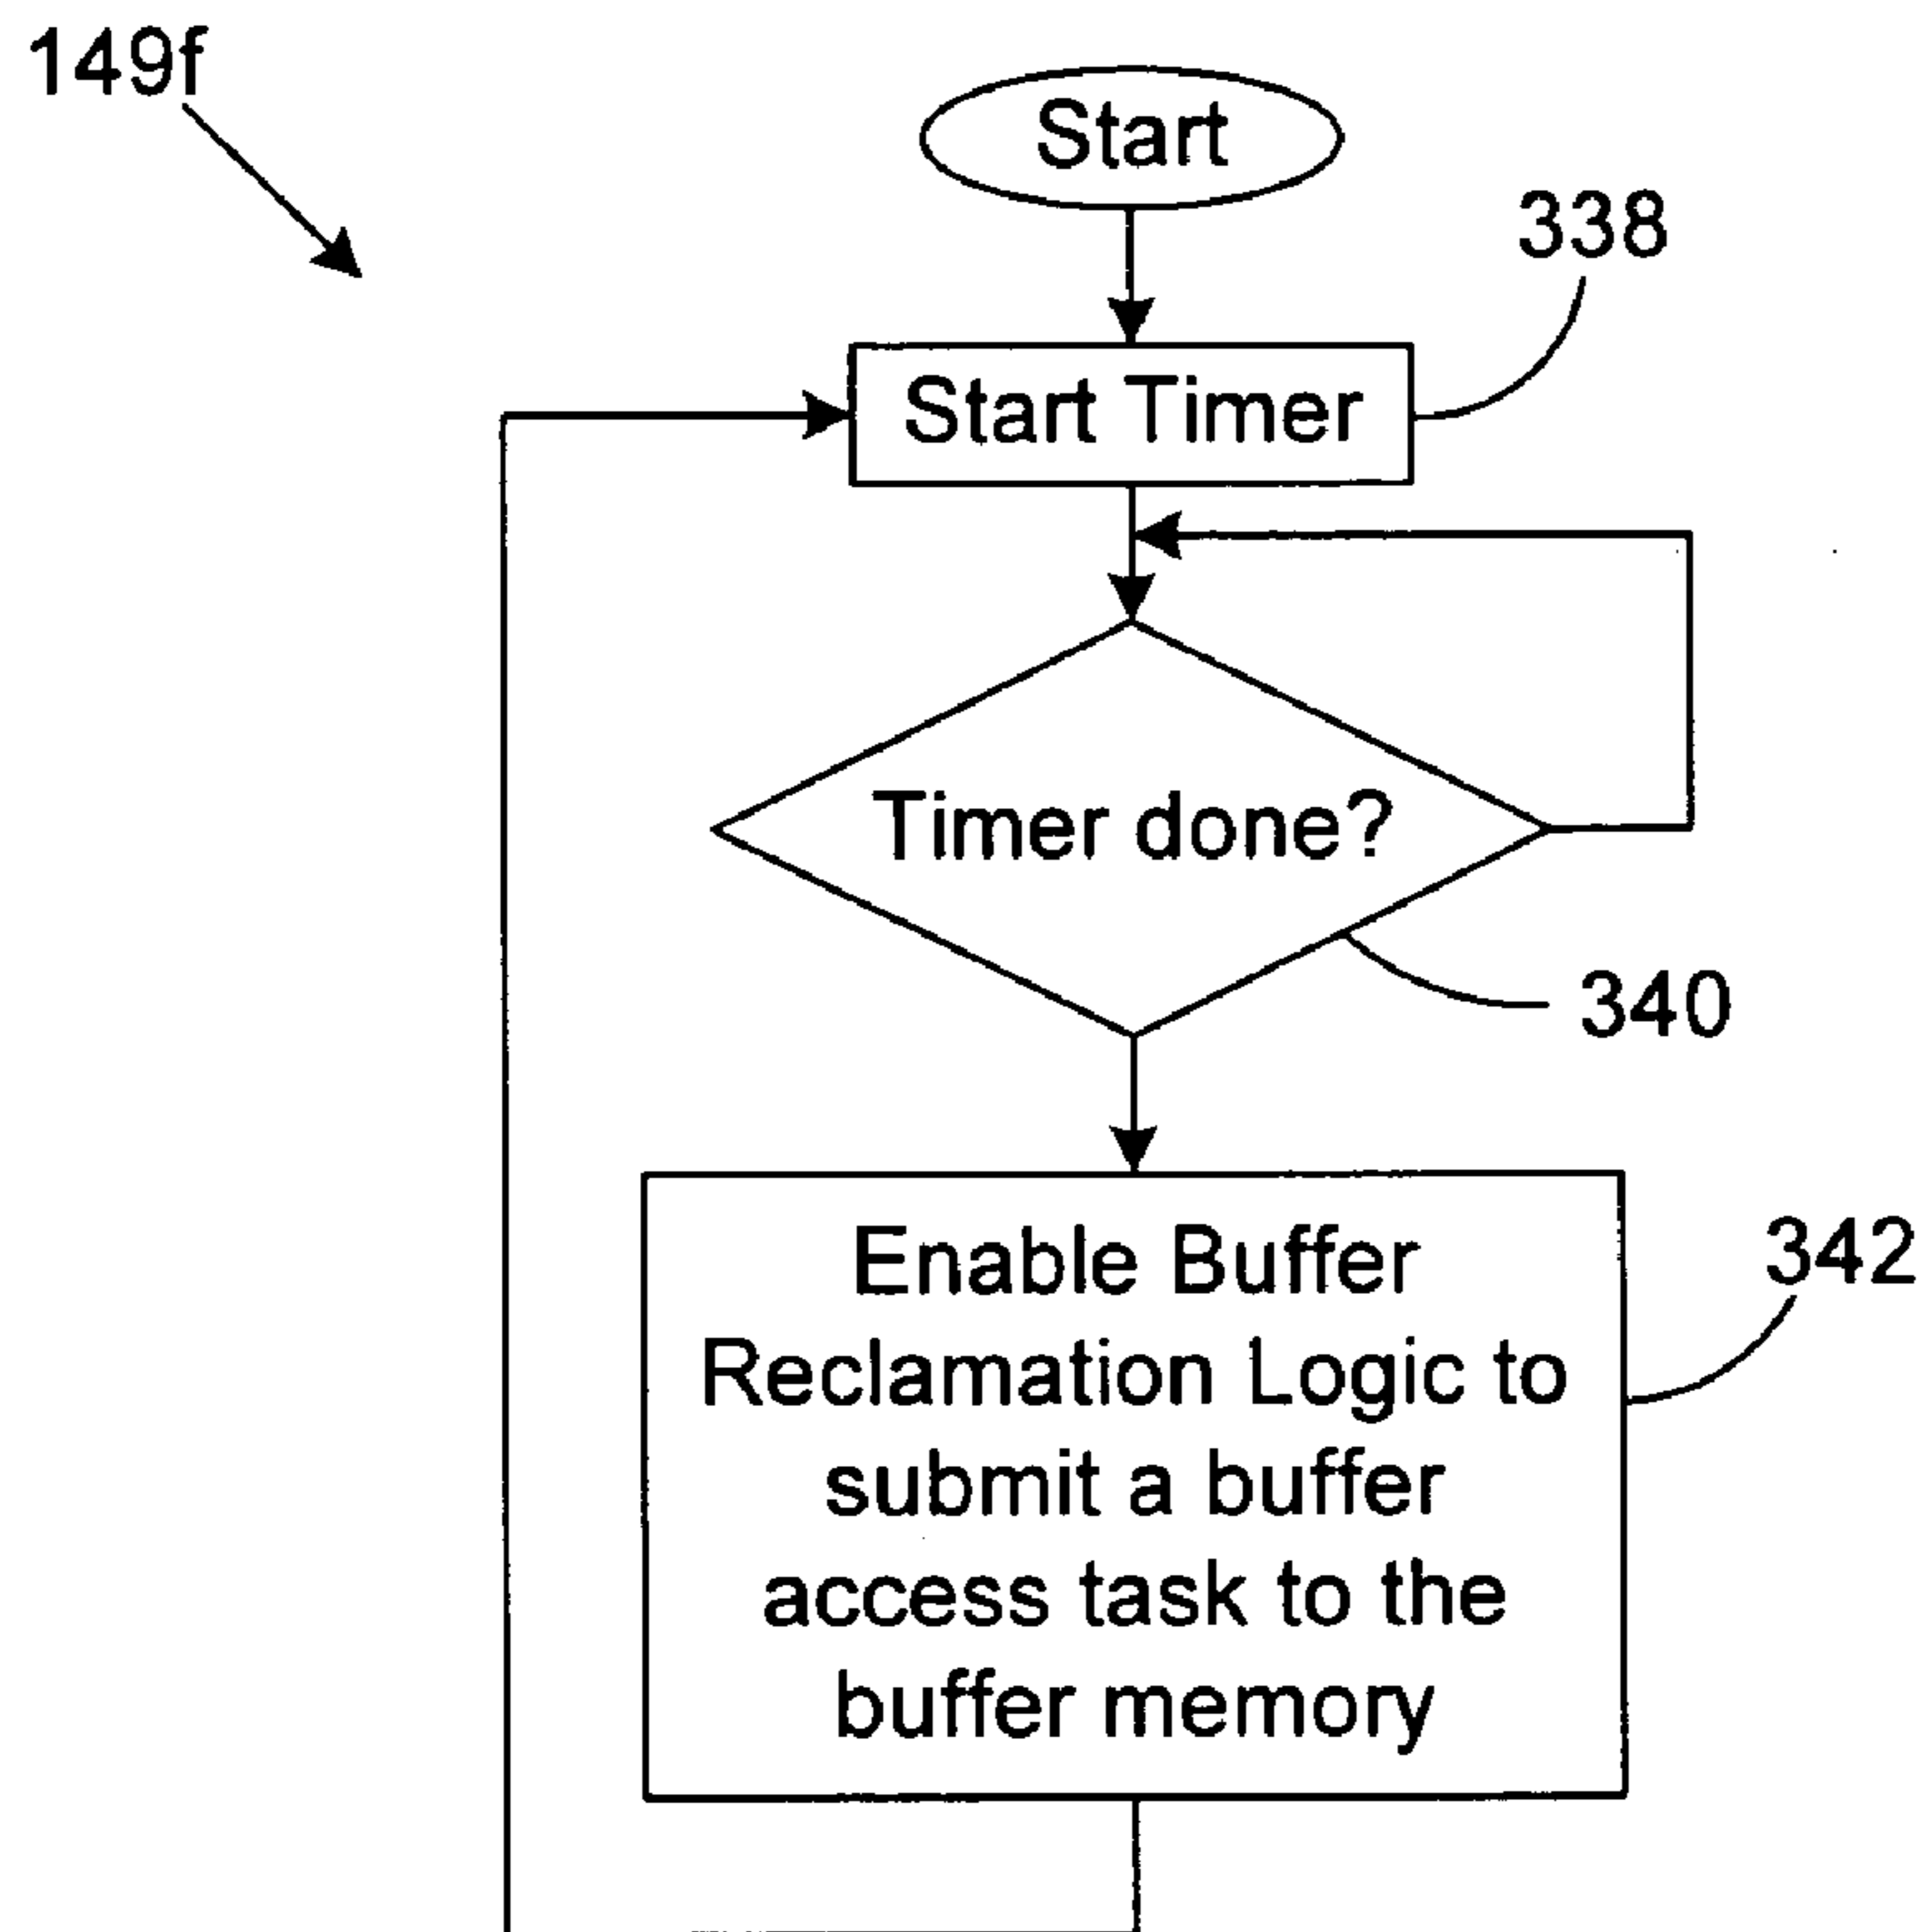 149f
Start
338
Start Timer
Timer done?
340
Enable Buffer
Reclamation Logic to
submit a buffer
access task to the
buffer memory
342